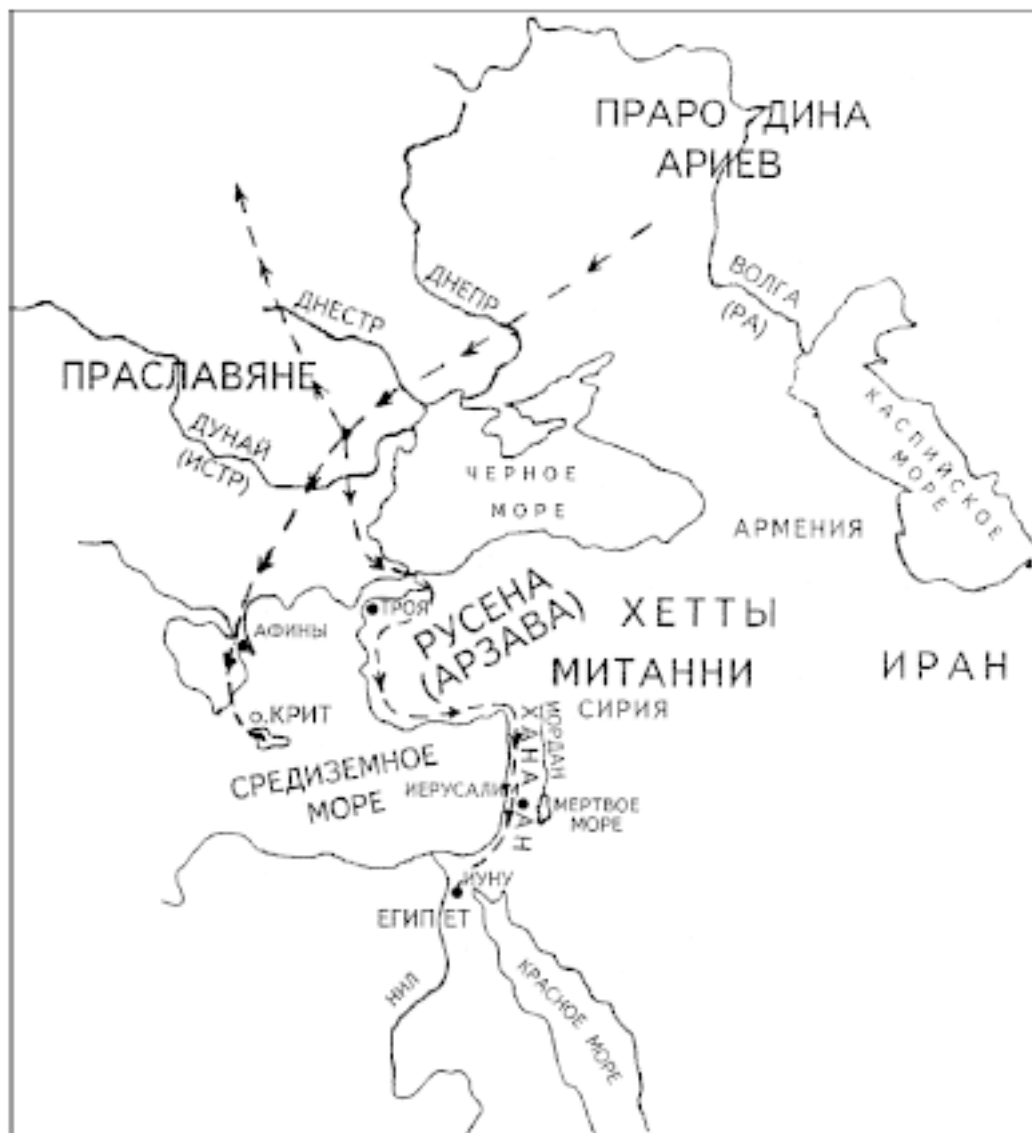 ПРАРОДИНА
АРИЕВ
ДНЕПР
ВОЛГА
(РА)
ДНЕСТР
ПРАСЛАВЯНЕ
ДУНАЙ
(ИСТР)
КАСПИЙСКОЕ
МОРЕ
ЧЕРНОЕ
МОРЕ
АРМЕНИЯ
ТРОЯ
РУСЕНА
(АРЗАВА)
ХЕТТЫ
АФИНЫ
МИТАННИ
ИРАН
СИРИЯ
о.КРИТ
ХАНААН
ИОРДАН
СРЕДИЗЕМНОЕ
МОРЕ
ИЕРУСАЛИМ
МЕРТВОЕ
МОРЕ
ИУНУ
ЕГИПЕТ
НИЛ
КРАСНОЕ МОРЕ